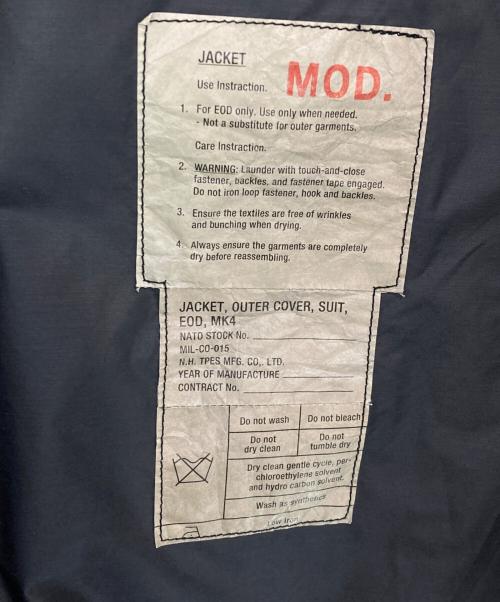 JACKET
MOD.
Use Instraction.
1. For EOD only. Use only when needed.
- Not a substitute for outer garments.
Care Instraction.
2. WARNING: Launder with touch-and-close
fastener, backles, and fastener tape engaged.
Do not iron loop fastener, hook and backles.
3. Ensure the textiles are free of wrinkles
and bunching when drying.
4. Always ensure the garments are completely
dry before reassembling.
JACKET, OUTER COVER, SUIT,
EOD, MK4
NATO STOCK No.
MIL-CO-015
N.H. TPES MFG. CO,. LTD.
YEAR OF MANUFACTURE
CONTRACT No.
Do not wash
Do not bleach
Do not
dry clean
Do not
tumble dry
Dry clean gentle cycle, per-
chloroethylene solvent
and hydro carbon solvent.
Wash as synthetics
Low Iron